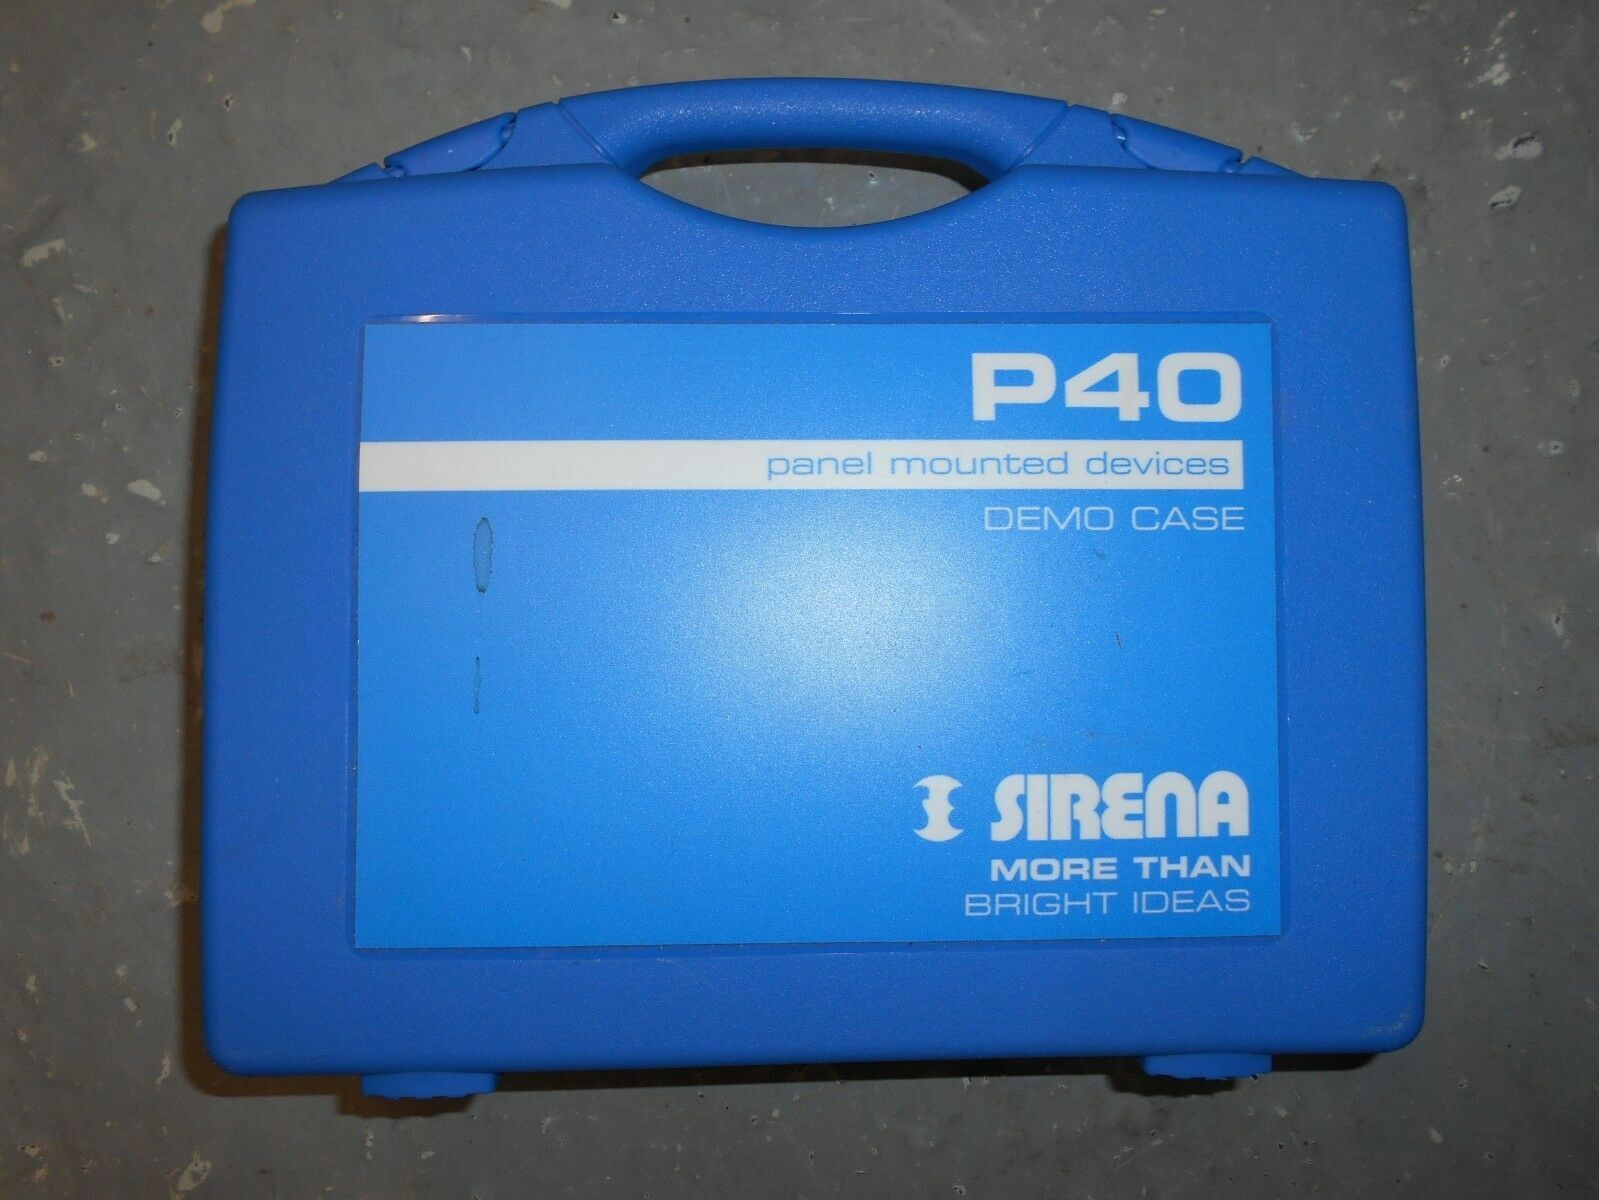 P40
panel mounted devices
DEMO CASE
SIRENA
MORE THAN
BRIGHT IDEAS